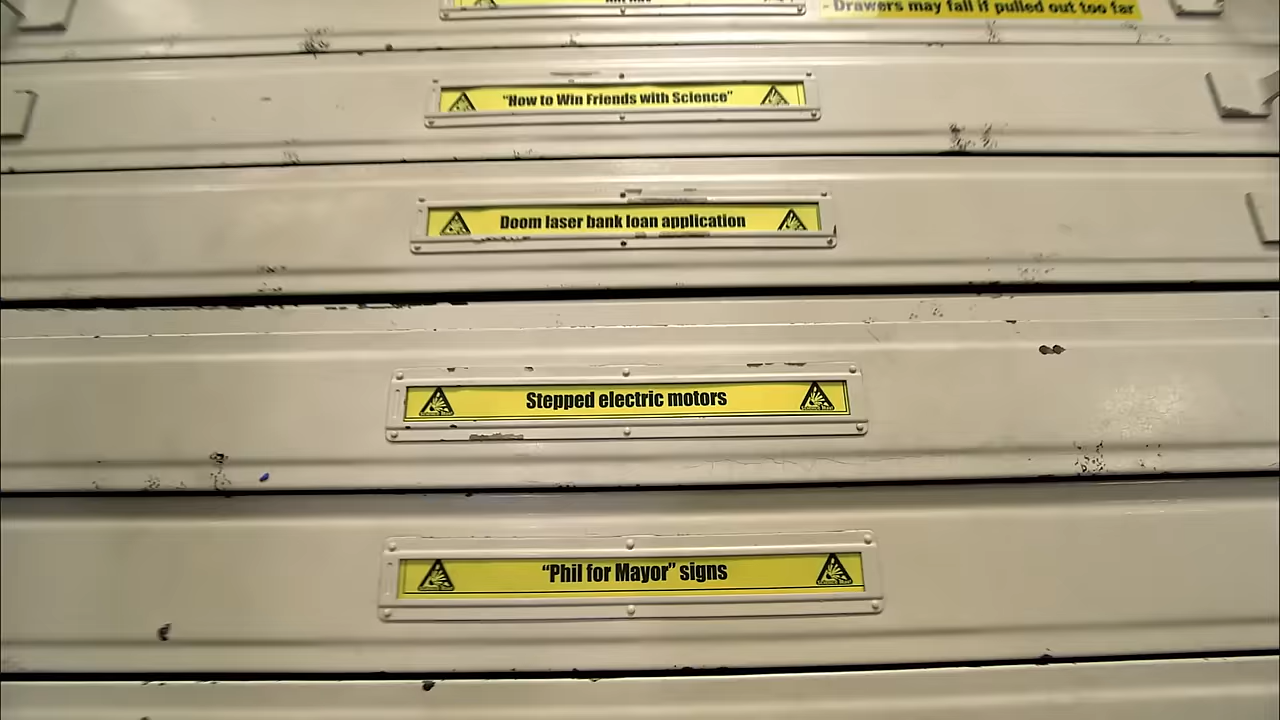 - Drawers may fall if pulled out too far
"How to Win Friends with Science"
Doom laser bank loan application
Stepped electric motors
“Phil for Mayor” signs